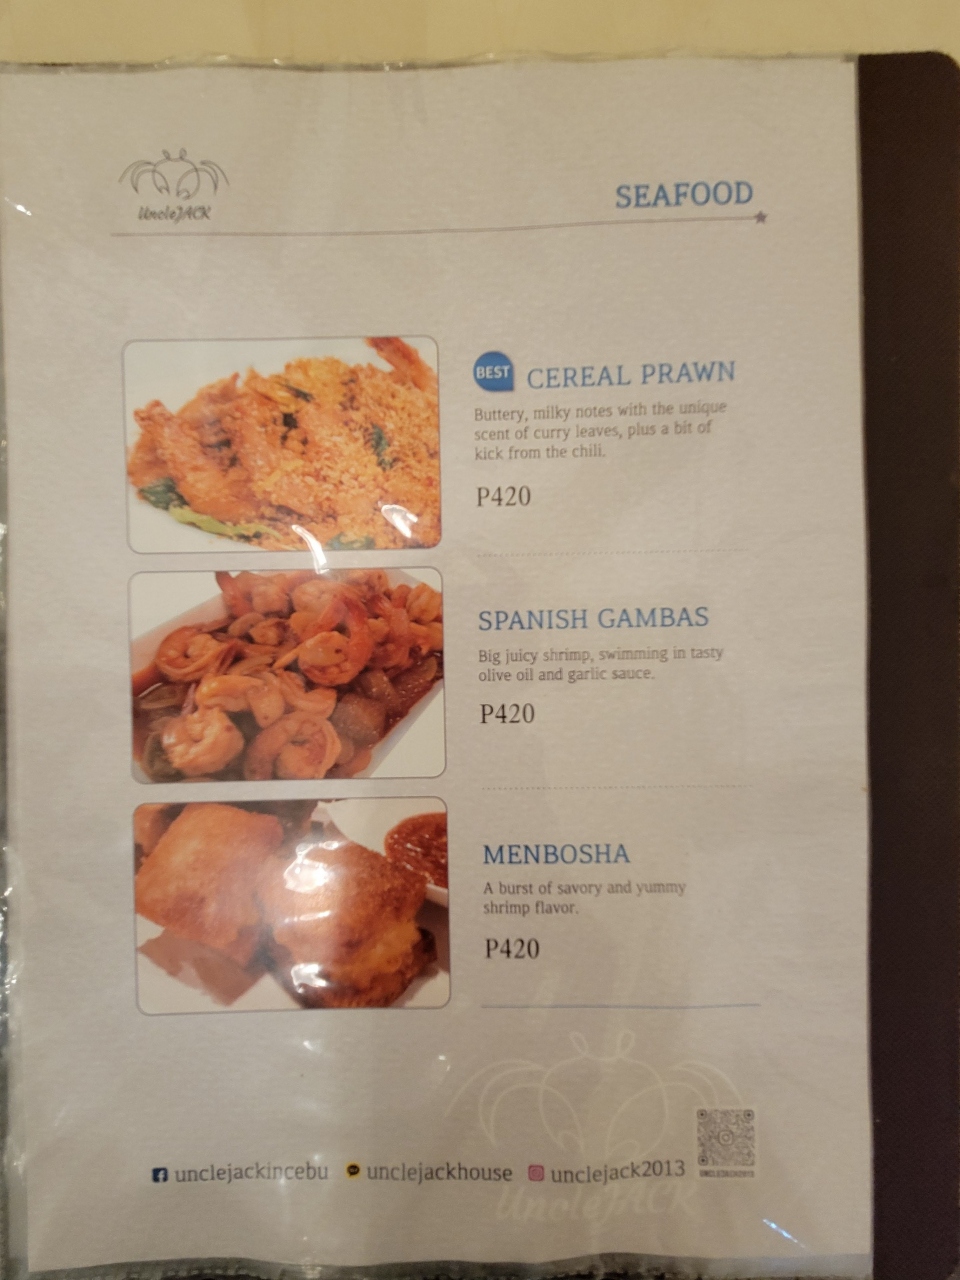 UncleJACK
SEAFOOD
BEST
CEREAL PRAWN
Buttery, milky notes with the unique
scent of curry leaves, plus a bit of
kick from the chili.
P420
SPANISH GAMBAS
Big juicy shrimp, swimming in tasty
olive oil and garlic sauce.
P420
MENBOSHA
A burst of savory and yummy
shrimp flavor.
P420
unclejackincebu unclejackhouse unclejack2013
UNCLEJACK2013
UncleJACK